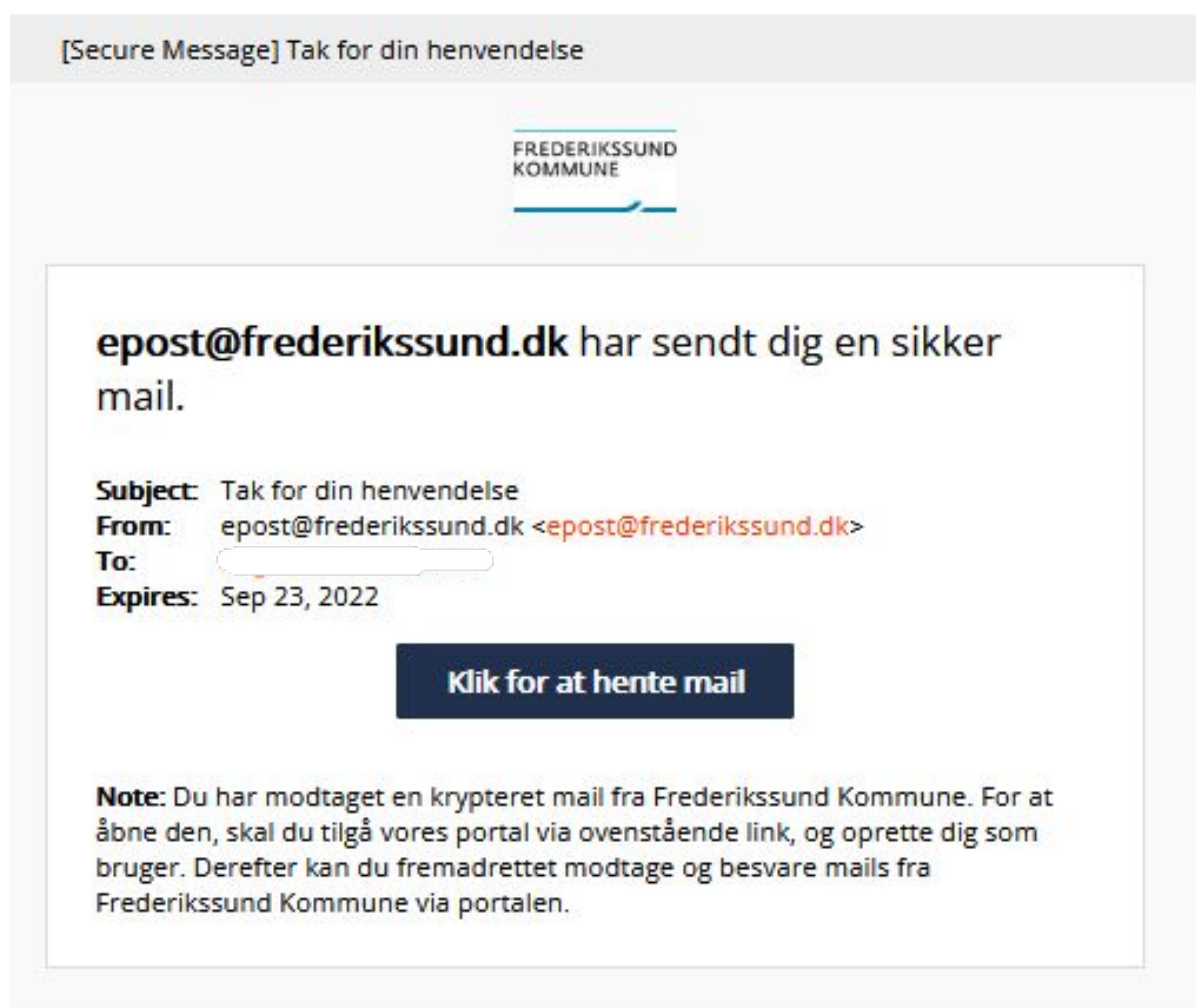 [Secure Message] Tak for din henvendelse
FREDERIKSSUND
KOMMUNE
epost@frederikssund.dk har sendt dig en sikker
mail.
Subject: Tak for din henvendelse
From: epost@frederikssund.dk <epost@frederikssund.dk>
To:
Expires: Sep 23, 2022
Klik for at hente mail
Note: Du har modtaget en krypteret mail fra Frederikssund Kommune. For at
åbne den, skal du tilgå vores portal via ovenstående link, og oprette dig som
bruger. Derefter kan du fremadrettet modtage og besvare mails fra
Frederikssund Kommune via portalen.